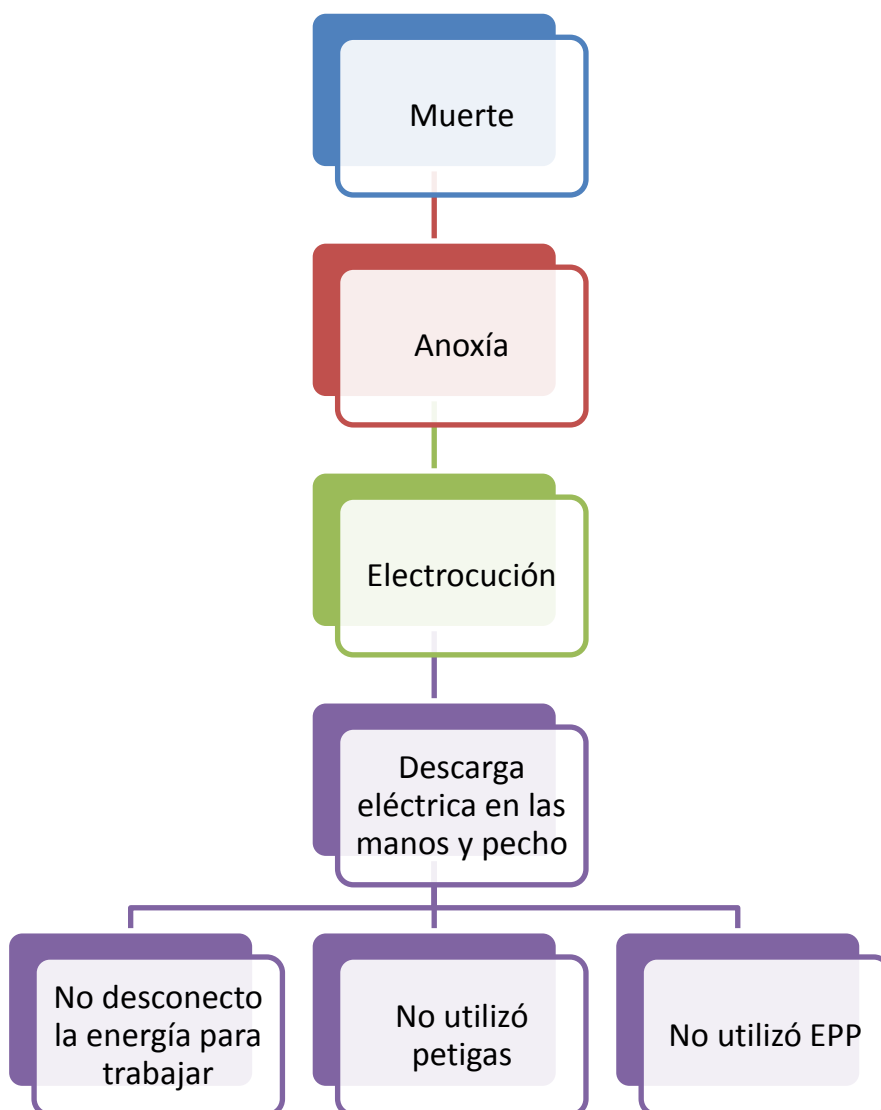 Muerte
Anoxía
Electrocución
Descarga
eléctrica en las
manos y pecho
No desconecto
la energía para
trabajar
No utilizó
petigas
No utilizó EPP